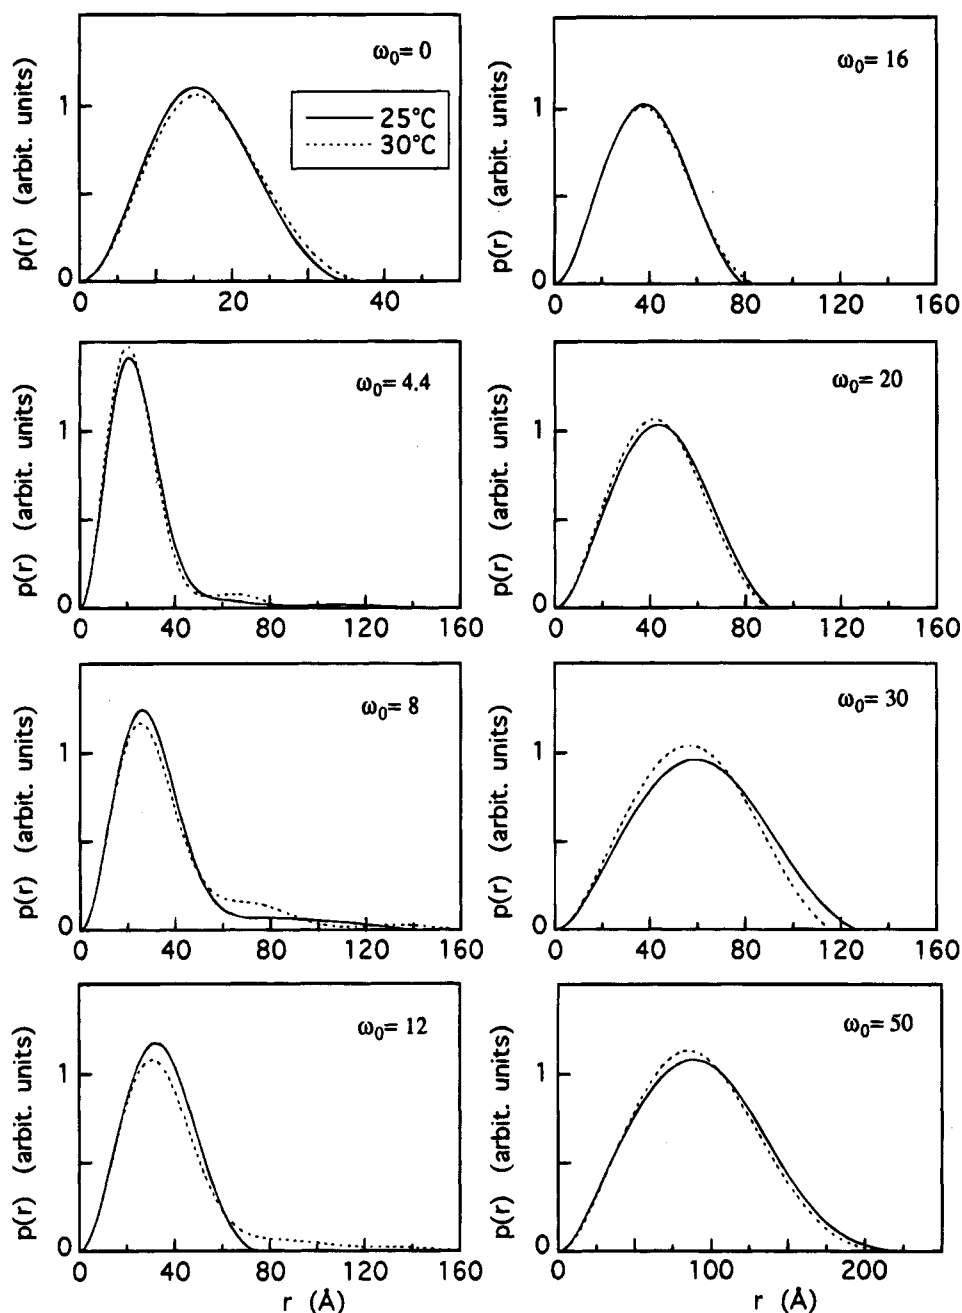 p(r) (arbit. units)
1
0
ω₀= 0
25°C
30°C
0 20 40
p(r) (arbit. units)
1
0
ω₀= 16
0 40 80 120 160
p(r) (arbit. units)
1
0
ω₀= 4.4
0 40 80 120 160
p(r) (arbit. units)
1
0
ω₀= 20
0 40 80 120 160
p(r) (arbit. units)
1
0
ω₀= 8
0 40 80 120 160
p(r) (arbit. units)
1
0
ω₀= 30
0 40 80 120 160
p(r) (arbit. units)
1
0
ω₀= 12
0 40 80 120 160
r (Å)
p(r) (arbit. units)
1
0
ω₀= 50
0 100 200
r (Å)